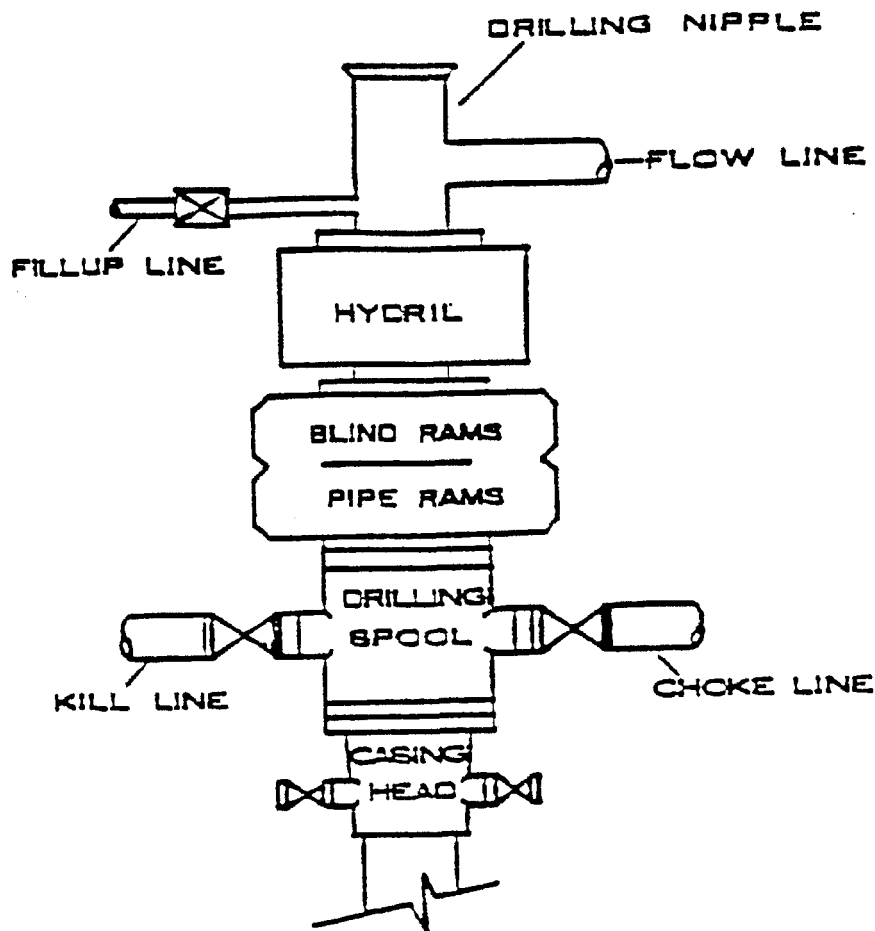 DRILLING NIPPLE
FLOW LINE
FILLUP LINE
HYDRIL
BLIND RAMS
PIPE RAMS
DRILLING
SPOOL
KILL LINE
CHOKE LINE
CASING
HEAD